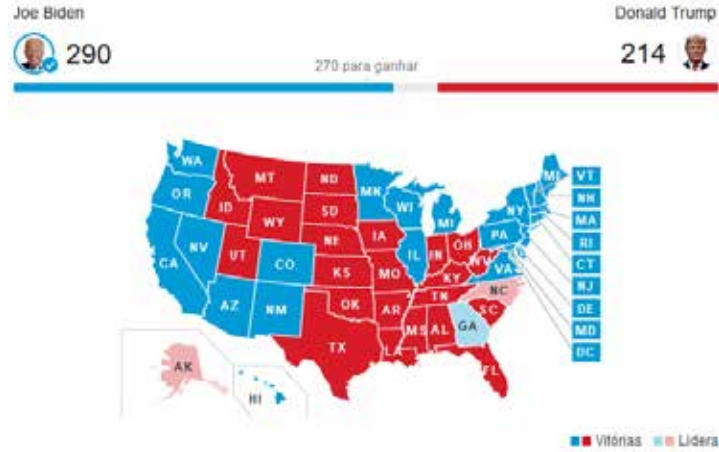 Joe Biden
Donald Trump
290
270 para ganhar
214
WA
MT
ND
MN
MI
VT
OR
ID
SD
WI
NH
WY
MI
NY
MA
NE
IA
PA
RI
NV
UT
CO
IL
IN
OH
CT
CA
KS
MO
WV
VA
NJ
KY
DE
AZ
NM
OK
AR
TN
NC
MD
SC
DC
TX
LA
MS
AL
GA
FL
AK
HI
Vitórias
Lidera